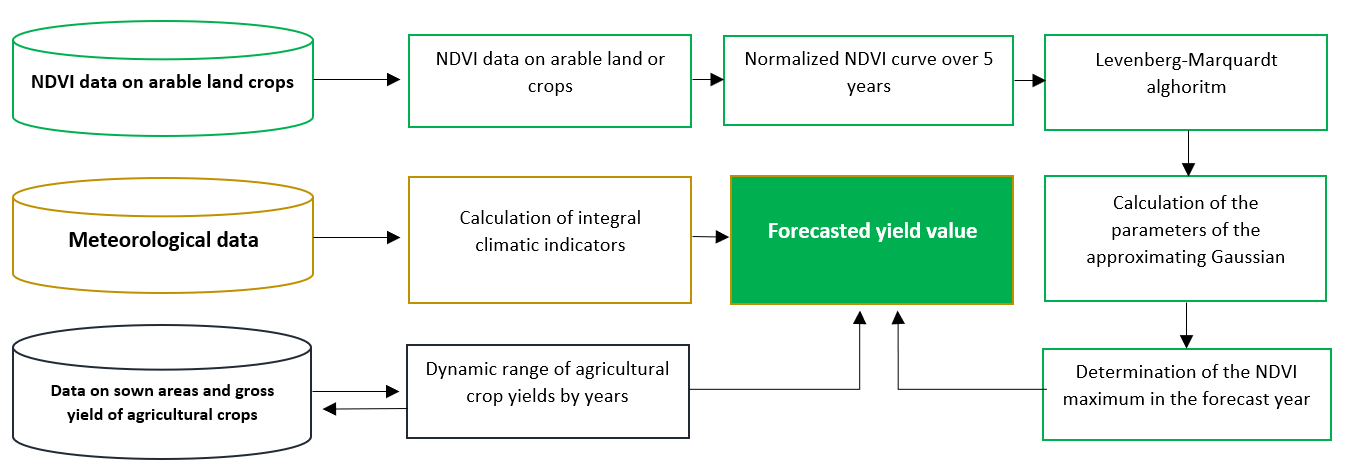 NDVI data on arable land crops
NDVI data on arable land or
crops
Normalized NDVI curve over 5
years
Levenberg-Marquardt
alghoritm
Meteorological data
Calculation of integral
climatic indicators
Forecasted yield value
Calculation of the
parameters of the
approximating Gaussian
Data on sown areas and gross
yield of agricultural crops
Dynamic range of agricultural
crop yields by years
Determination of the NDVI
maximum in the forecast year